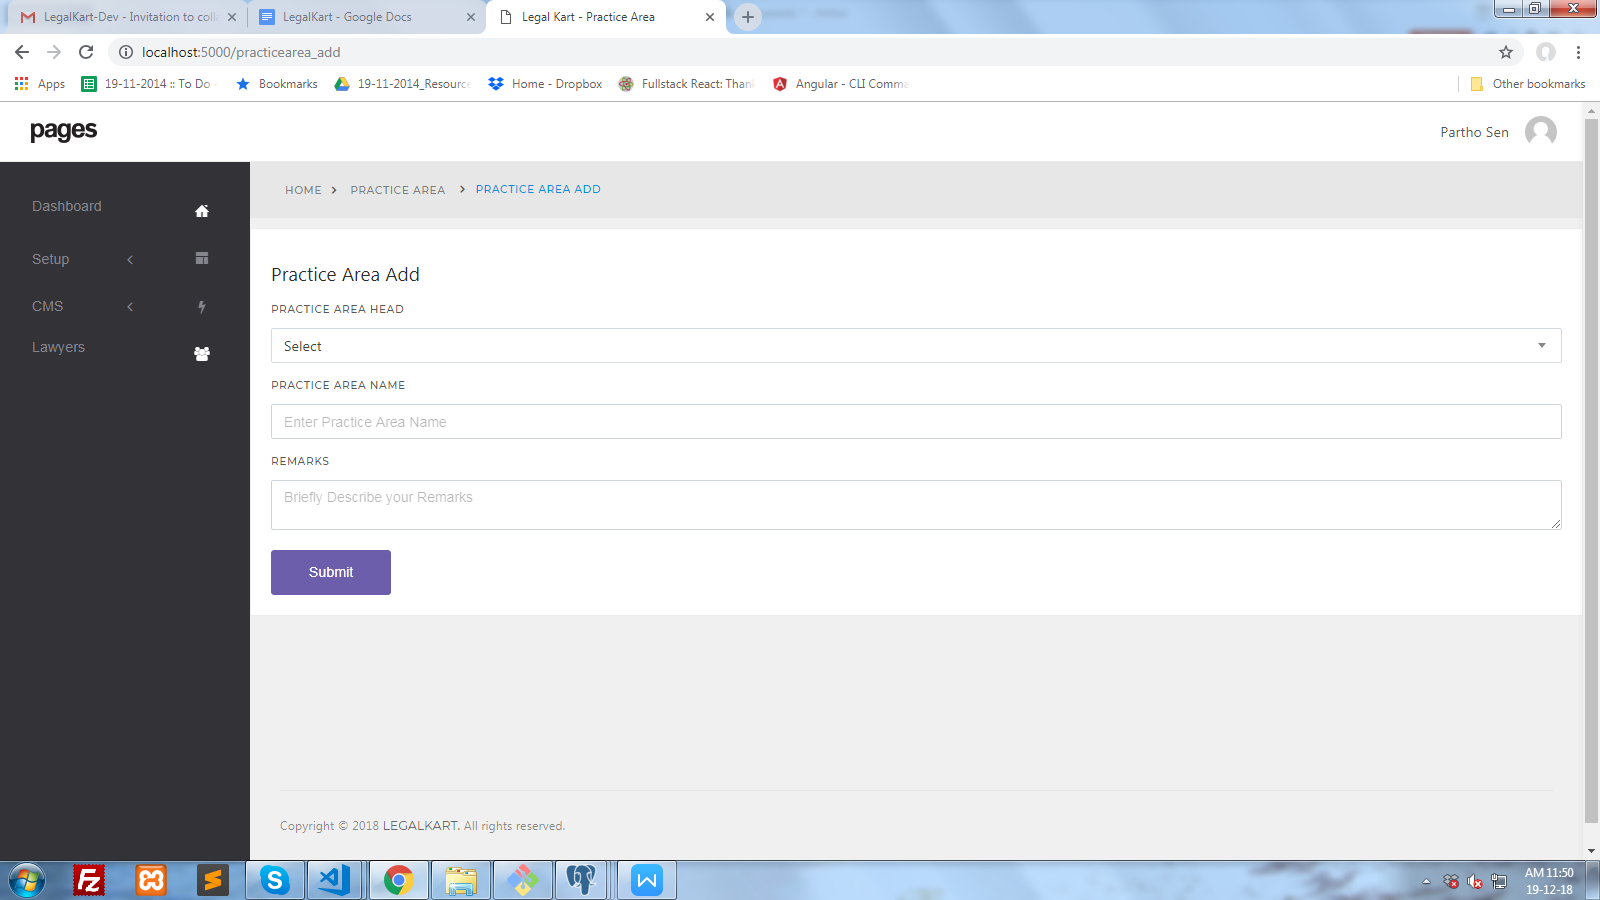 LegalKart-Dev - Invitation to coll
LegalKart - Google Docs
Legal Kart - Practice Area
localhost:5000/practicearea_add
Apps
19-11-2014 :: To Do -
Bookmarks
19-11-2014_Resource
Home - Dropbox
Fullstack React: Than
Angular - CLI Comma
Other bookmarks
pages
Partho Sen
HOME
PRACTICE AREA
PRACTICE AREA ADD
Dashboard
Setup
CMS
Lawyers
Practice Area Add
PRACTICE AREA HEAD
Select
PRACTICE AREA NAME
Enter Practice Area Name
REMARKS
Briefly Describe your Remarks
Submit
Copyright © 2018 LEGALKART. All rights reserved.
AM 11:50
19-12-18